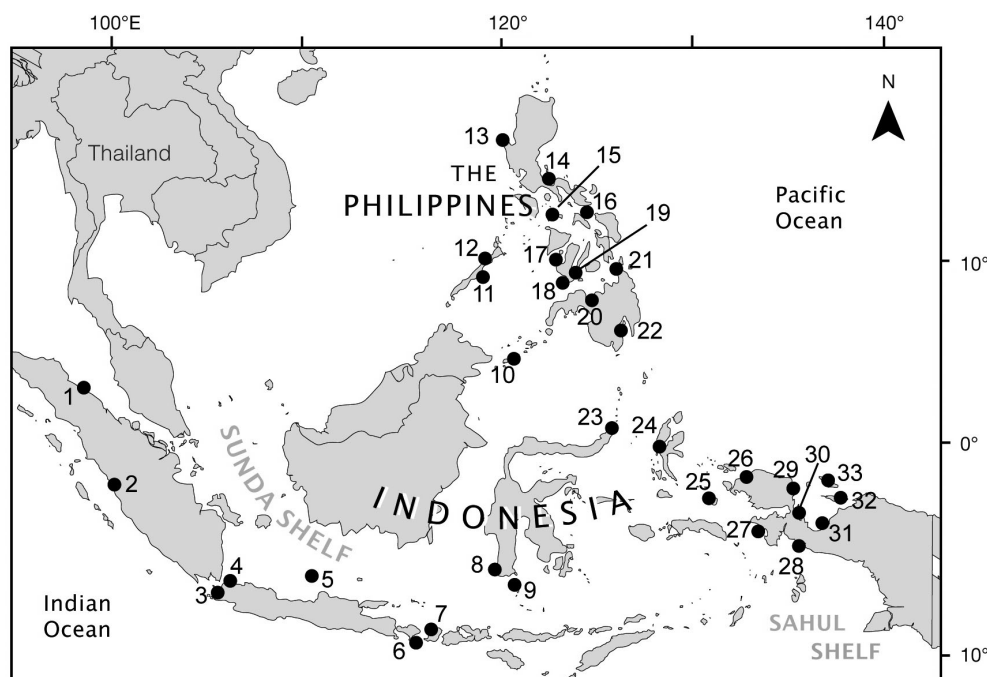 100°E
120°
140°
N
Thailand
13
THE
14
15
PHILIPPINES
16
19
Pacific
Ocean
12
17
21
10°
11
18
20
22
10
1
23
24
0°
SUNDA SHELF
30
26
29
33
2
INDONESIA
25
32
27
31
28
8
4
5
9
3
Indian
Ocean
7
6
SAHUL
SHELF
10°